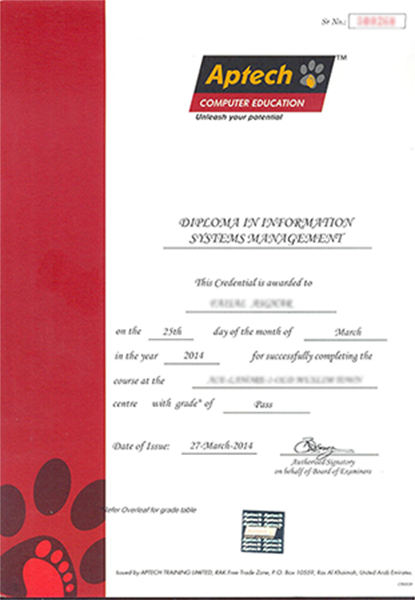 Sr No.:
Aptech
TM
COMPUTER EDUCATION
Unleash your potential
DIPLOMA IN INFORMATION
SYSTEMS MANAGEMENT
This Credential is awarded to
on the 25th day of the month of March
in the year 2014 for successfully completing the
course at the
centre with grade* of Pass
Date of Issue: 27-March-2014
Authorised Signatory
on behalf of Board of Examiners
Refer Overleaf for grade table
Issued by APTECH TRAINING LIMITED, RAK Free Trade Zone, P.O. Box 10559, Ras Al Khaimah, United Arab Emirates.